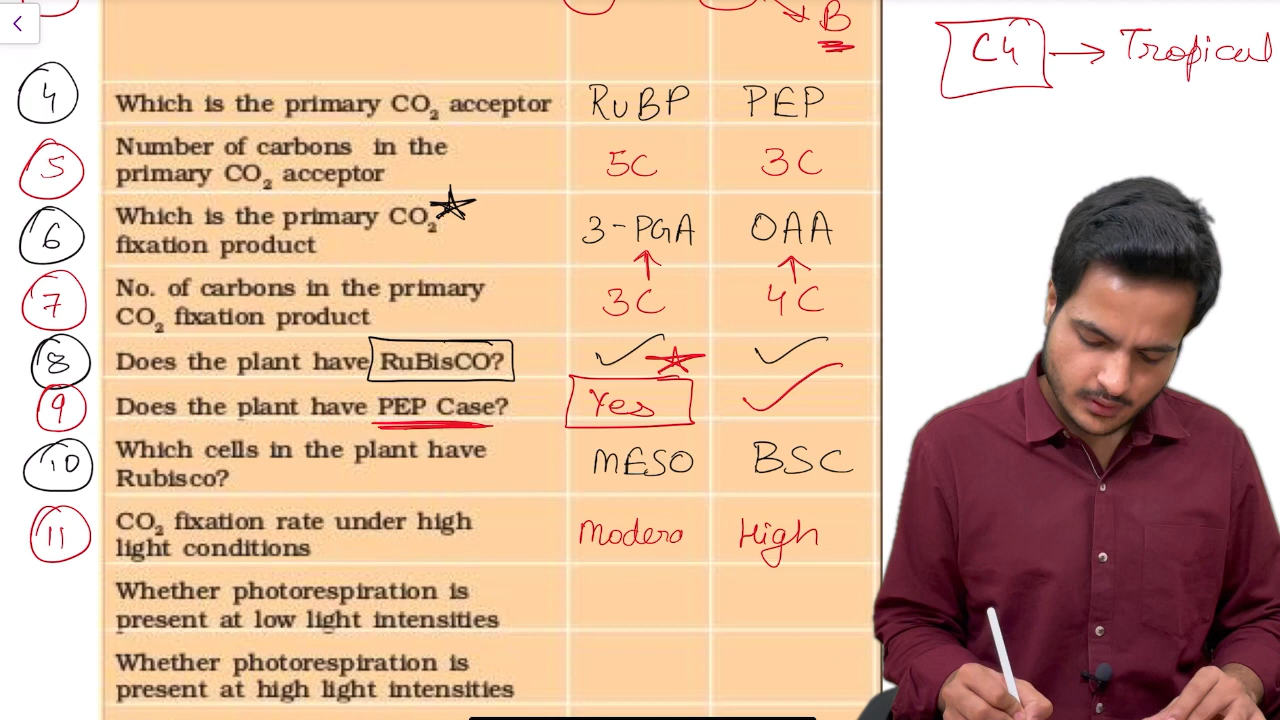 B
C4 → Tropical
4 Which is the primary CO₂ acceptor RuBP PEP
5 Number of carbons in the
primary CO₂ acceptor 5C 3C
6 Which is the primary CO₂
fixation product 3-PGA OAA
7 No. of carbons in the primary
CO₂ fixation product 3C 4C
8 Does the plant have RuBisCO? ✓ ✓
9 Does the plant have PEP Case? Yes ✓
10 Which cells in the plant have
Rubisco? MESO BSC
11 CO₂ fixation rate under high
light conditions Modera High
Whether photorespiration is
present at low light intensities
Whether photorespiration is
present at high light intensities